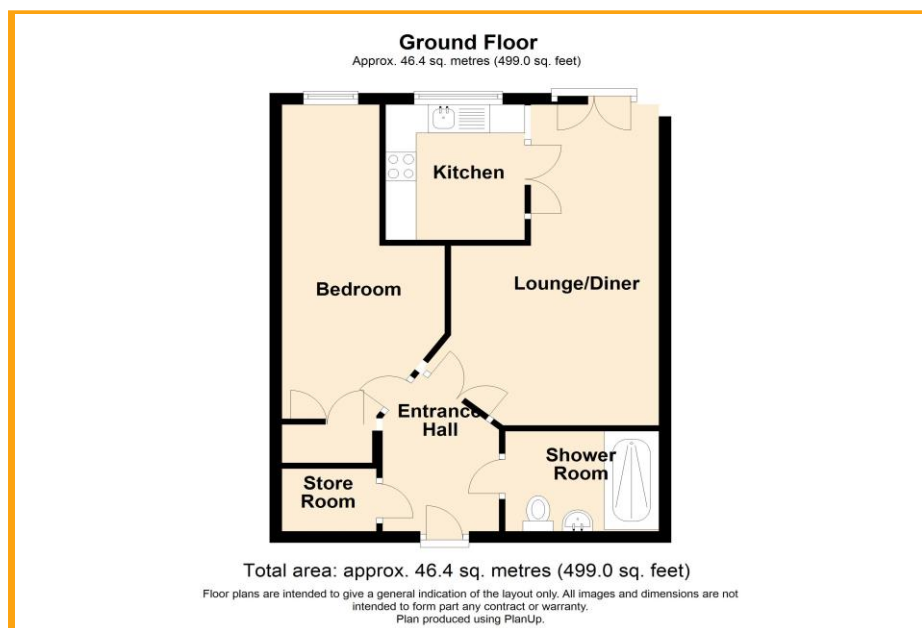 Ground Floor
Approx. 46.4 sq. metres (499.0 sq. feet)
Kitchen
Bedroom
Lounge/Diner
Entrance
Hall
Shower
Room
Store
Room
Total area: approx. 46.4 sq. metres (499.0 sq. feet)
Floor plans are intended to give a general indication of the layout only. All images and dimensions are not
intended to form part any contract or warranty.
Plan produced using PlanUp.